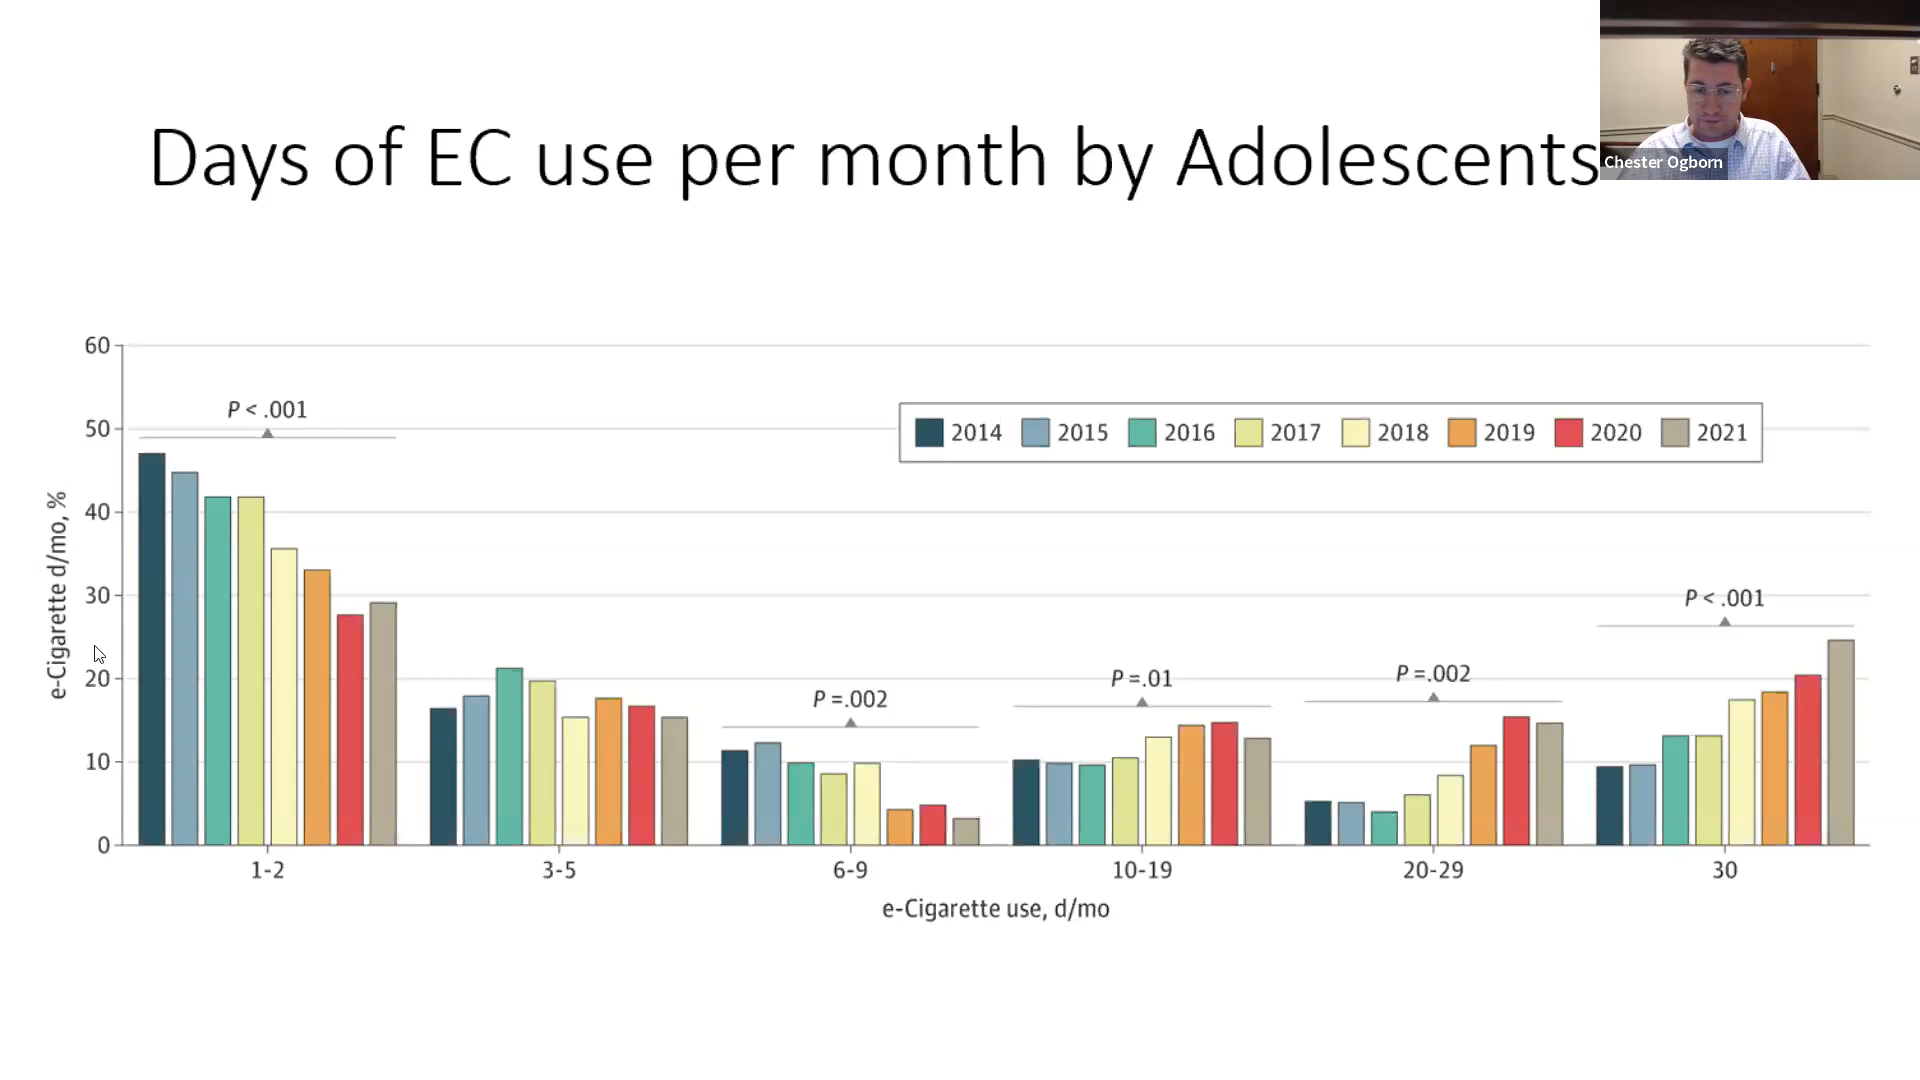 Days of EC use per month by Adolescents
Chester Ogborn
60
50
40
30
20
10
0
e-Cigarette d/mo, %
P < .001
2014 2015 2016 2017 2018 2019 2020 2021
P =.002
P =.01
P =.002
P < .001
1-2 3-5 6-9 10-19 20-29 30
e-Cigarette use, d/mo